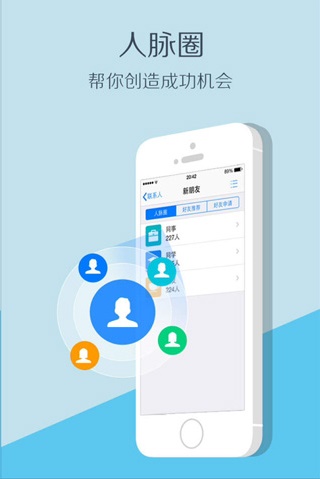 人脉圈
帮你创造成功机会
20:42
89%
联系人
新朋友
人脉圈
好友推荐
好友申请
同事
227人
同学
人
324人